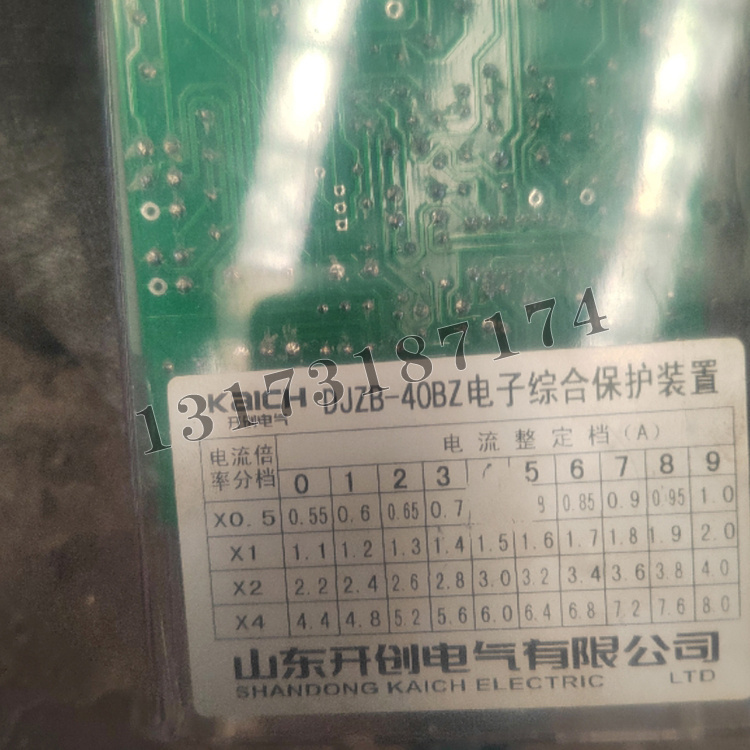 KaiCH DJZB-40BZ电子综合保护装置
开创电气
13173187174
电流倍率分档 电流整定档(A)
0 1 2 3 5 6 7 8 9
X0.5 0.55 0.6 0.65 0.7 9 0.85 0.9 0.95 1.0
X1 1.1 1.2 1.3 1.4 1.5 1.6 1.7 1.8 1.9 2.0
X2 2.2 2.4 2.6 2.8 3.0 3.2 3.4 3.6 3.8 4.0
X4 4.4 4.8 5.2 5.6 6.0 6.4 6.8 7.2 7.6 8.0
山东开创电气有限公司
SHANDONG KAICH ELECTRIC LTD